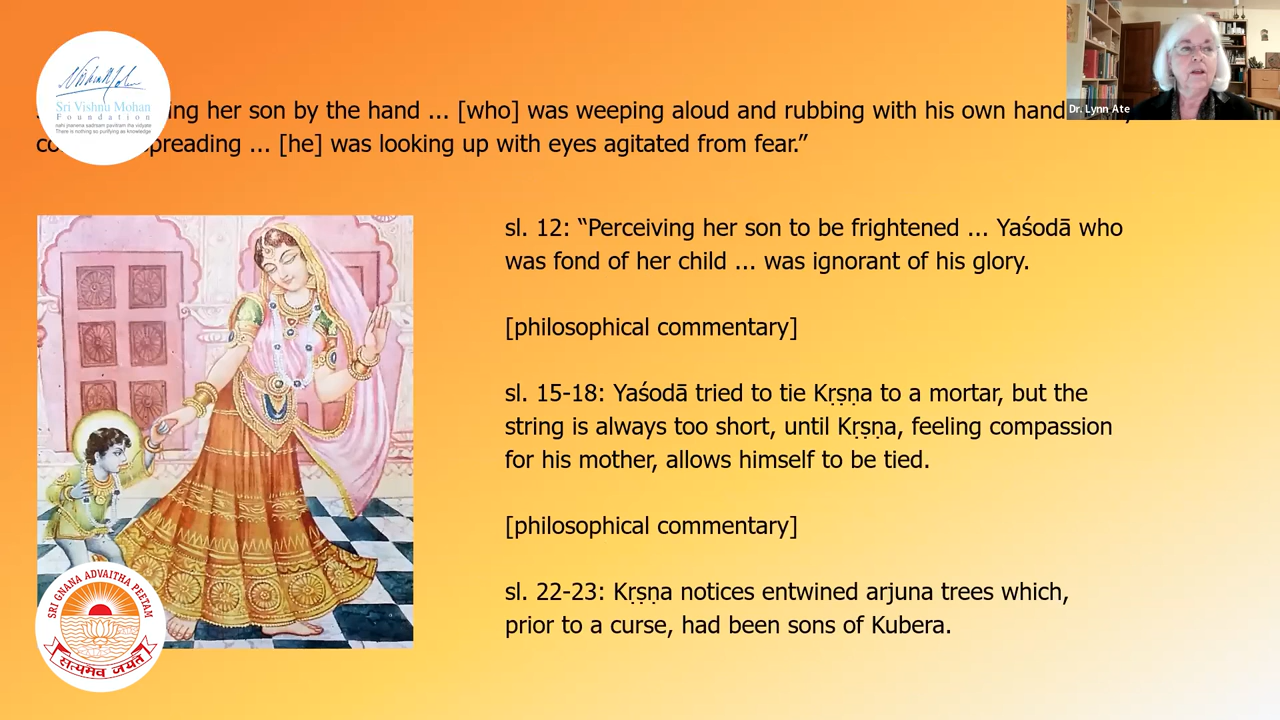 Sri Vishnu Mohan
Foundation
nahi jnanena sadrsam pavitram iha vidyate
There is nothing so purifying as knowledge
Dr. Lynn Ate
ing her son by the hand ... [who] was weeping aloud and rubbing with his own hand
preading ... [he] was looking up with eyes agitated from fear.”
sl. 12: “Perceiving her son to be frightened ... Yaśodā who
was fond of her child ... was ignorant of his glory.
[philosophical commentary]
sl. 15-18: Yaśodā tried to tie Kṛṣṇa to a mortar, but the
string is always too short, until Kṛṣṇa, feeling compassion
for his mother, allows himself to be tied.
[philosophical commentary]
sl. 22-23: Kṛṣṇa notices entwined arjuna trees which,
prior to a curse, had been sons of Kubera.
SRI GNANA ADVAITHA PEETAM
सत्यमेव जयते